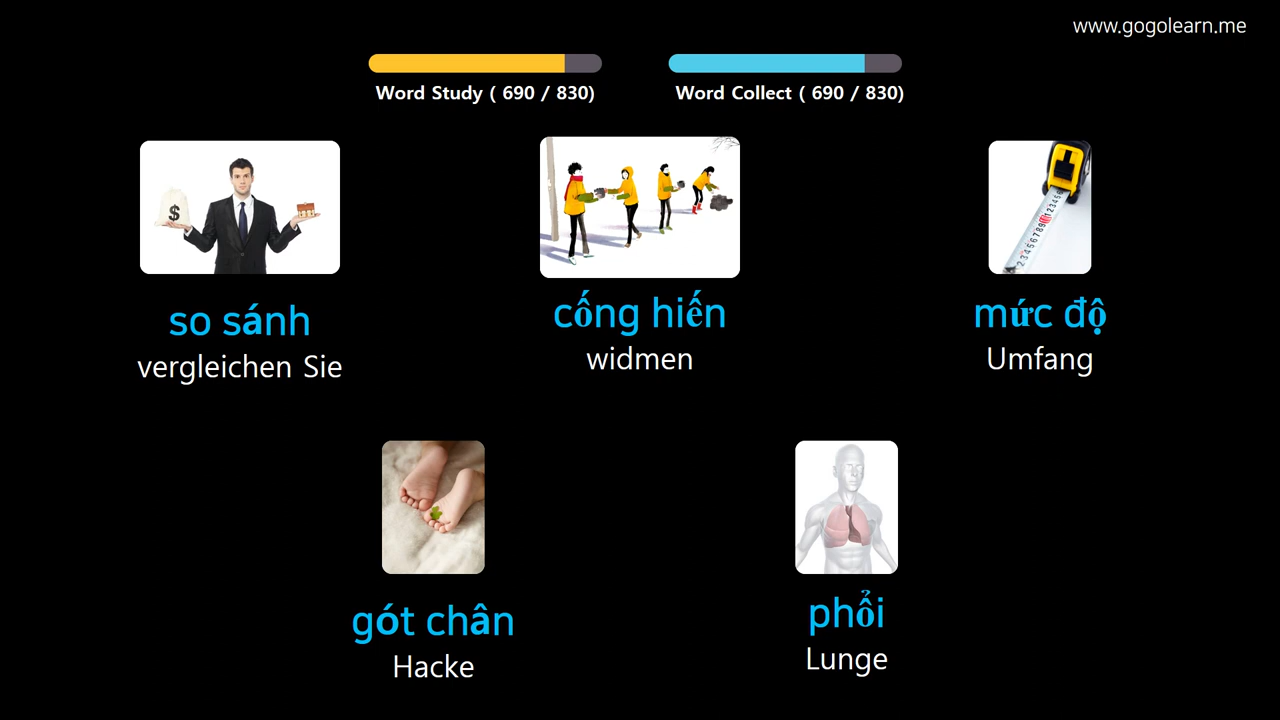 www.gogolearn.me
Word Study ( 690 / 830)
Word Collect ( 690 / 830)
$
so sánh
vergleichen Sie
cống hiến
widmen
mức độ
Umfang
gót chân
Hacke
phổi
Lunge